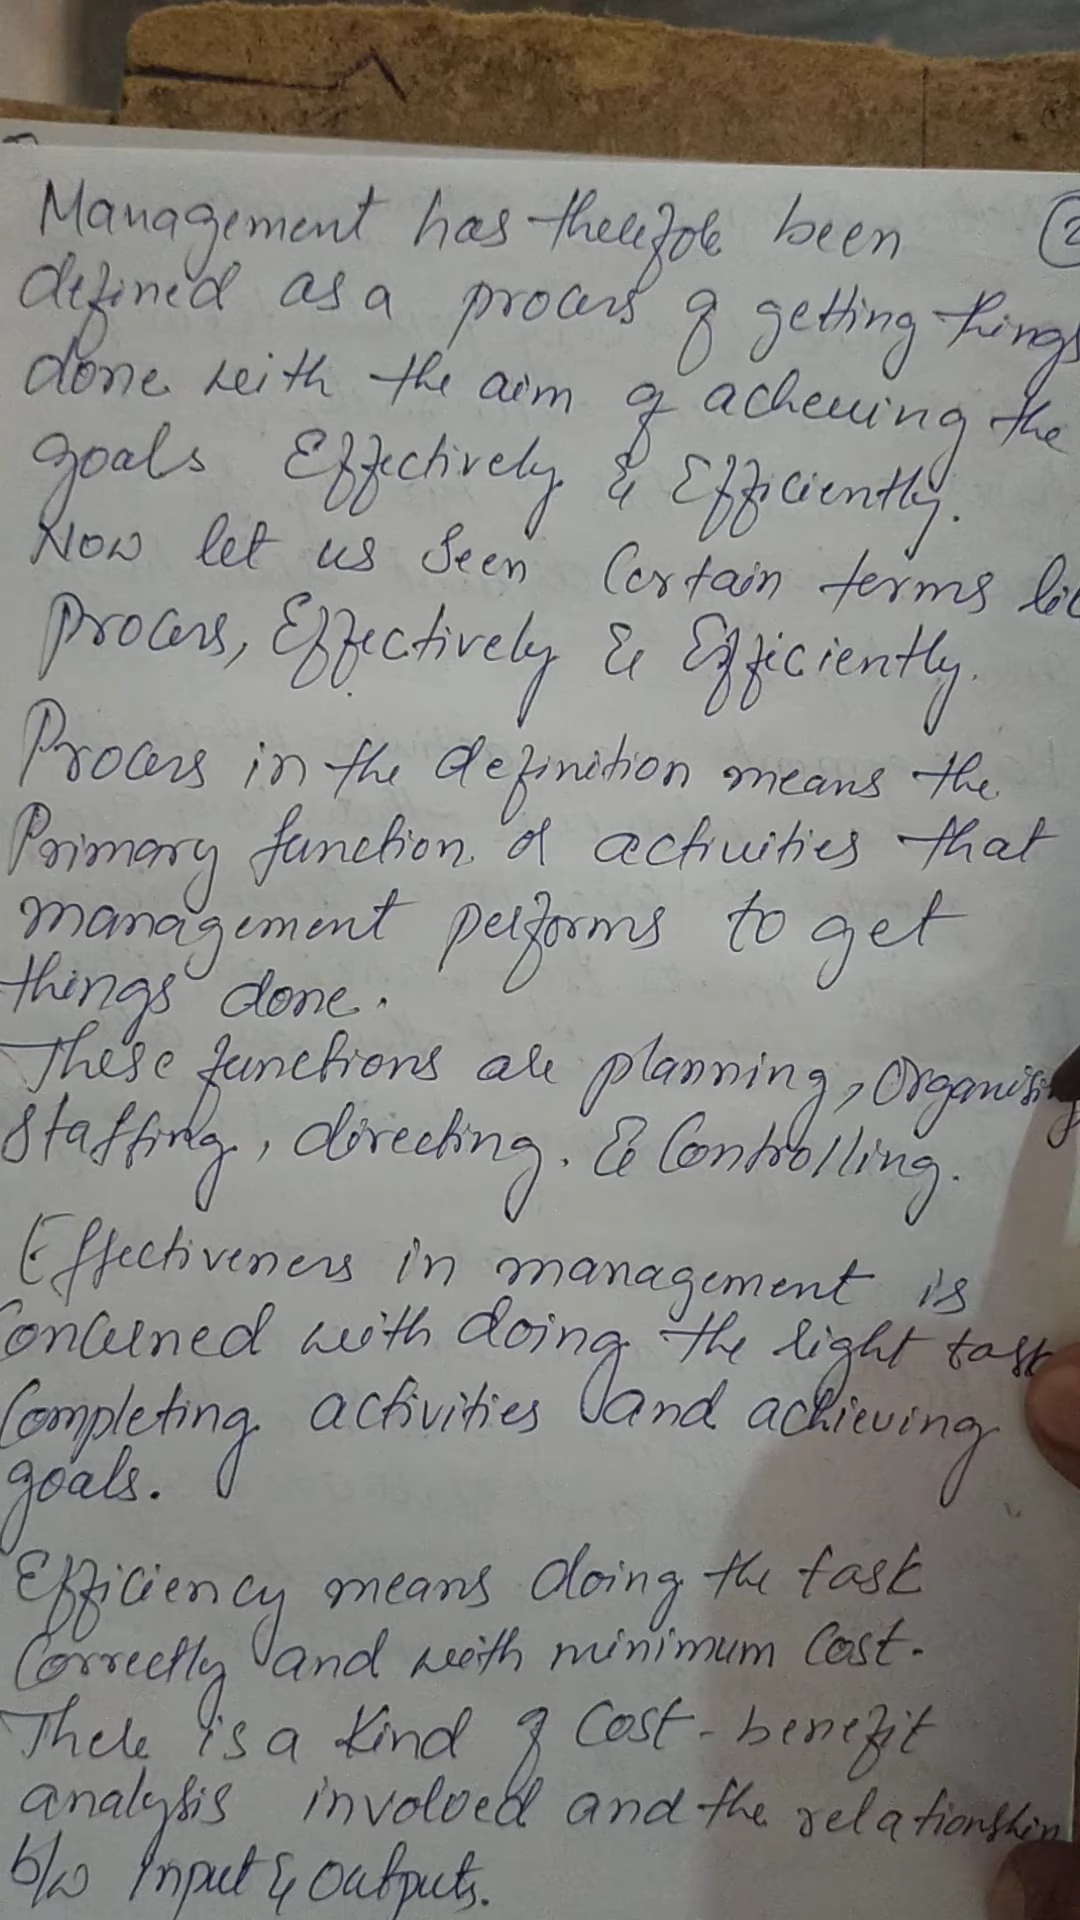 Management has therefore been
defined as a process of getting things
done with the aim of acheuing the
goals Effectively & Efficiently.
Now let us seen Certain terms
Process, Effectively & Efficiently.
Process in the definition means the
Primary function or activities that
management performs to get
things done.
These functions are planning, Organising
Staffing, directing. & Controlling.
Effectiveness in management is
Concerned with doing the right task
Completing activities and achieving
goals.
Efficiency means doing the task
Correctly and with minimum Cost.
There is a Kind of Cost-benefit
analysis involved and the relationship
b/w Input & Outputs.